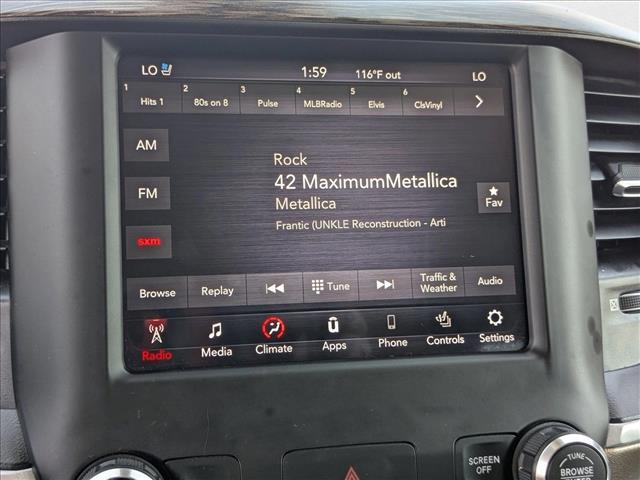 LO 1:59 116°F out LO
1 Hits 1 2 80s on 8 3 Pulse 4 MLBRadio 5 Elvis 6 ClsVinyl
AM
FM
sxm
Rock
42 MaximumMetallica
Metallica
Frantic (UNKLE Reconstruction - Arti
Fav
Browse Replay Tune Traffic & Weather Audio
Radio Media Climate Apps Phone Controls Settings
SCREEN
OFF
TUNE
BROWSE
ENTER